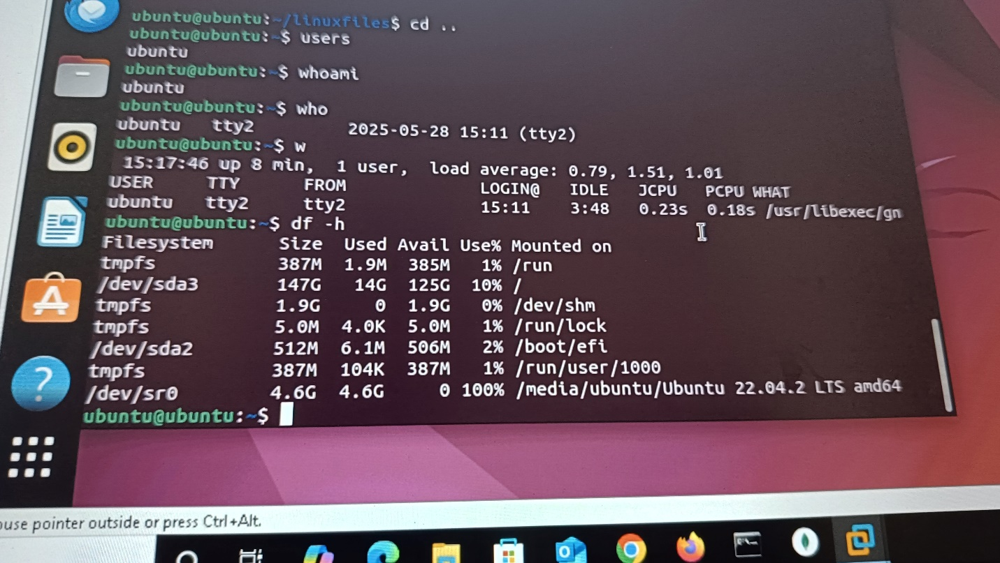 ubuntu@ubuntu:~/linuxfiles$ cd ..
ubuntu@ubuntu:~$ users
ubuntu
ubuntu@ubuntu:~$ whoami
ubuntu
ubuntu@ubuntu:~$ who
ubuntu tty2 2025-05-28 15:11 (tty2)
ubuntu@ubuntu:~$ w
15:17:46 up 8 min, 1 user, load average: 0.79, 1.51, 1.01
USER TTY FROM LOGIN@ IDLE JCPU PCPU WHAT
ubuntu tty2 tty2 15:11 3:48 0.23s 0.18s /usr/libexec/gn
ubuntu@ubuntu:~$ df -h
Filesystem Size Used Avail Use% Mounted on
tmpfs 387M 1.9M 385M 1% /run
/dev/sda3 147G 14G 125G 10% /
tmpfs 1.9G 0 1.9G 0% /dev/shm
tmpfs 5.0M 4.0K 5.0M 1% /run/lock
/dev/sda2 512M 6.1M 506M 2% /boot/efi
tmpfs 387M 104K 387M 1% /run/user/1000
/dev/sr0 4.6G 4.6G 0 100% /media/ubuntu/Ubuntu 22.04.2 LTS amd64
ubuntu@ubuntu:~$
ouse pointer outside or press Ctrl+Alt.